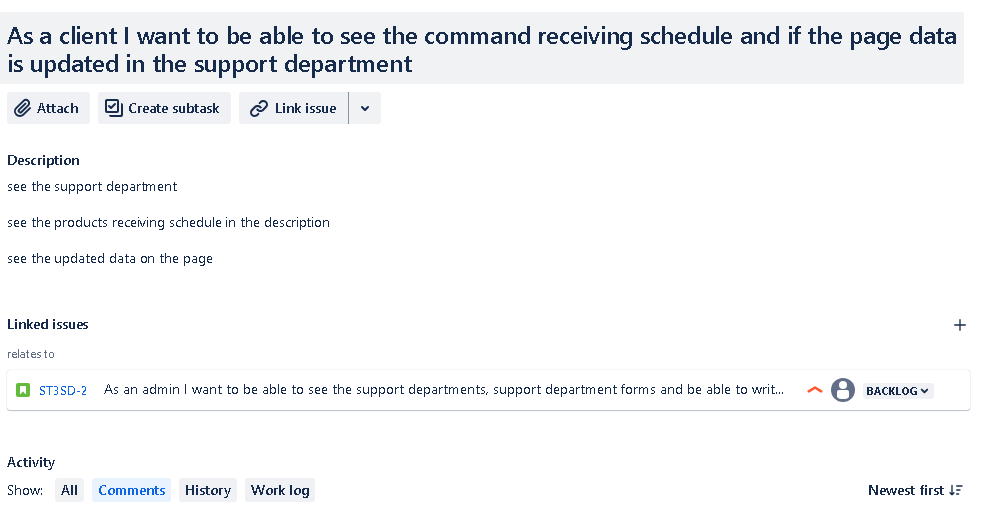 As a client I want to be able to see the command receiving schedule and if the page data
is updated in the support department
Attach
Create subtask
Link issue
Description
see the support department
see the products receiving schedule in the description
see the updated data on the page
Linked issues
relates to
ST3SD-2 As an admin I want to be able to see the support departments, support department forms and be able to writ... BACKLOG
Activity
Show: All Comments History Work log Newest first